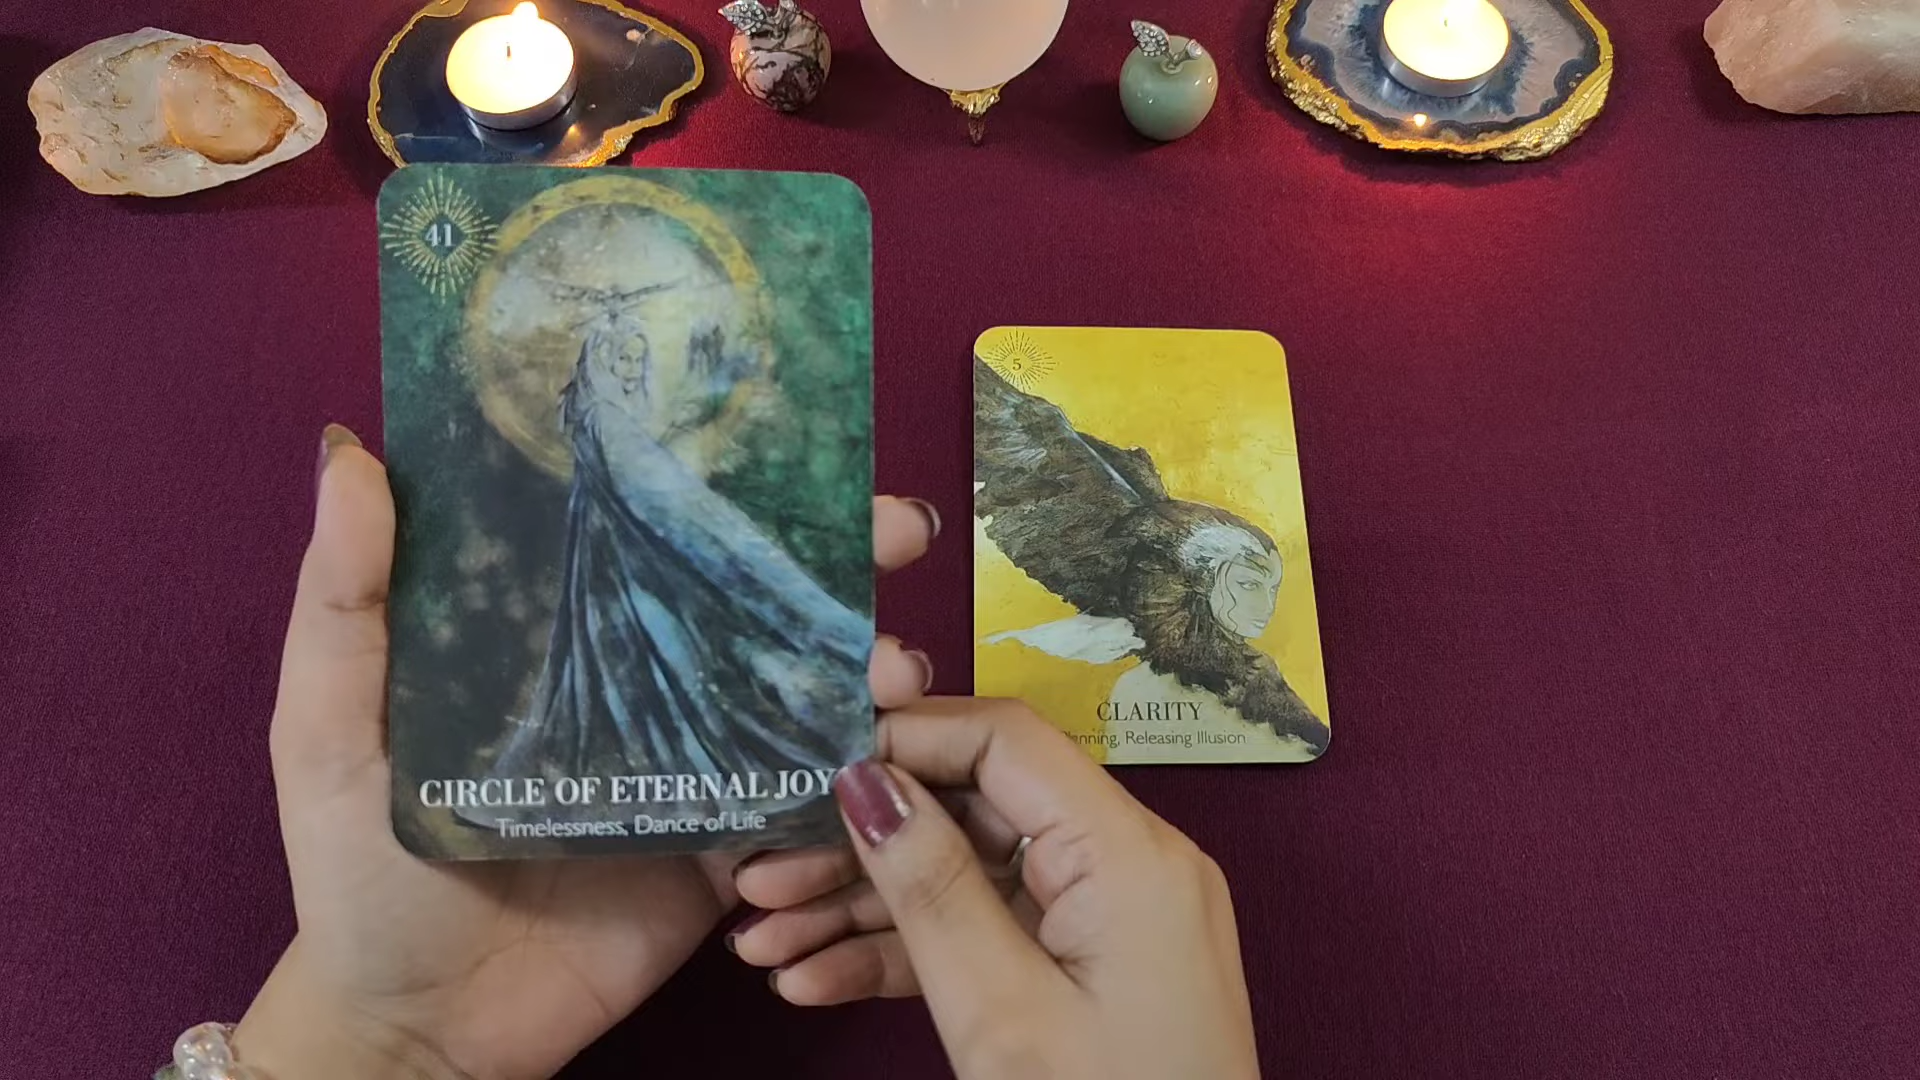 41
CIRCLE OF ETERNAL JOY
Timelessness, Dance of Life
5
CLARITY
Releasing Illusion